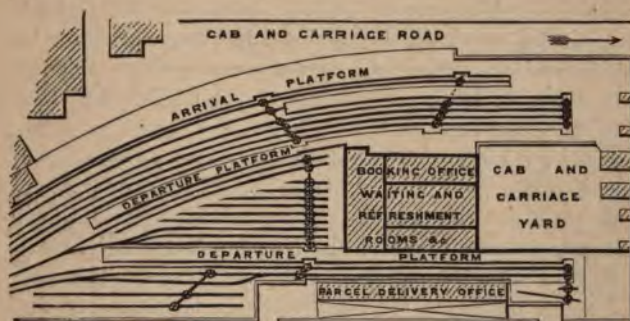 CAB AND CARRIAGE ROAD
ARRIVAL PLATFORM
DEPARTURE PLATFORM
BOOKING OFFICE
WAITING AND
REFRESHMENT
ROOMS &c
CAB AND
CARRIAGE
YARD
DEPARTURE PLATFORM
PARCEL DELIVERY OFFICE